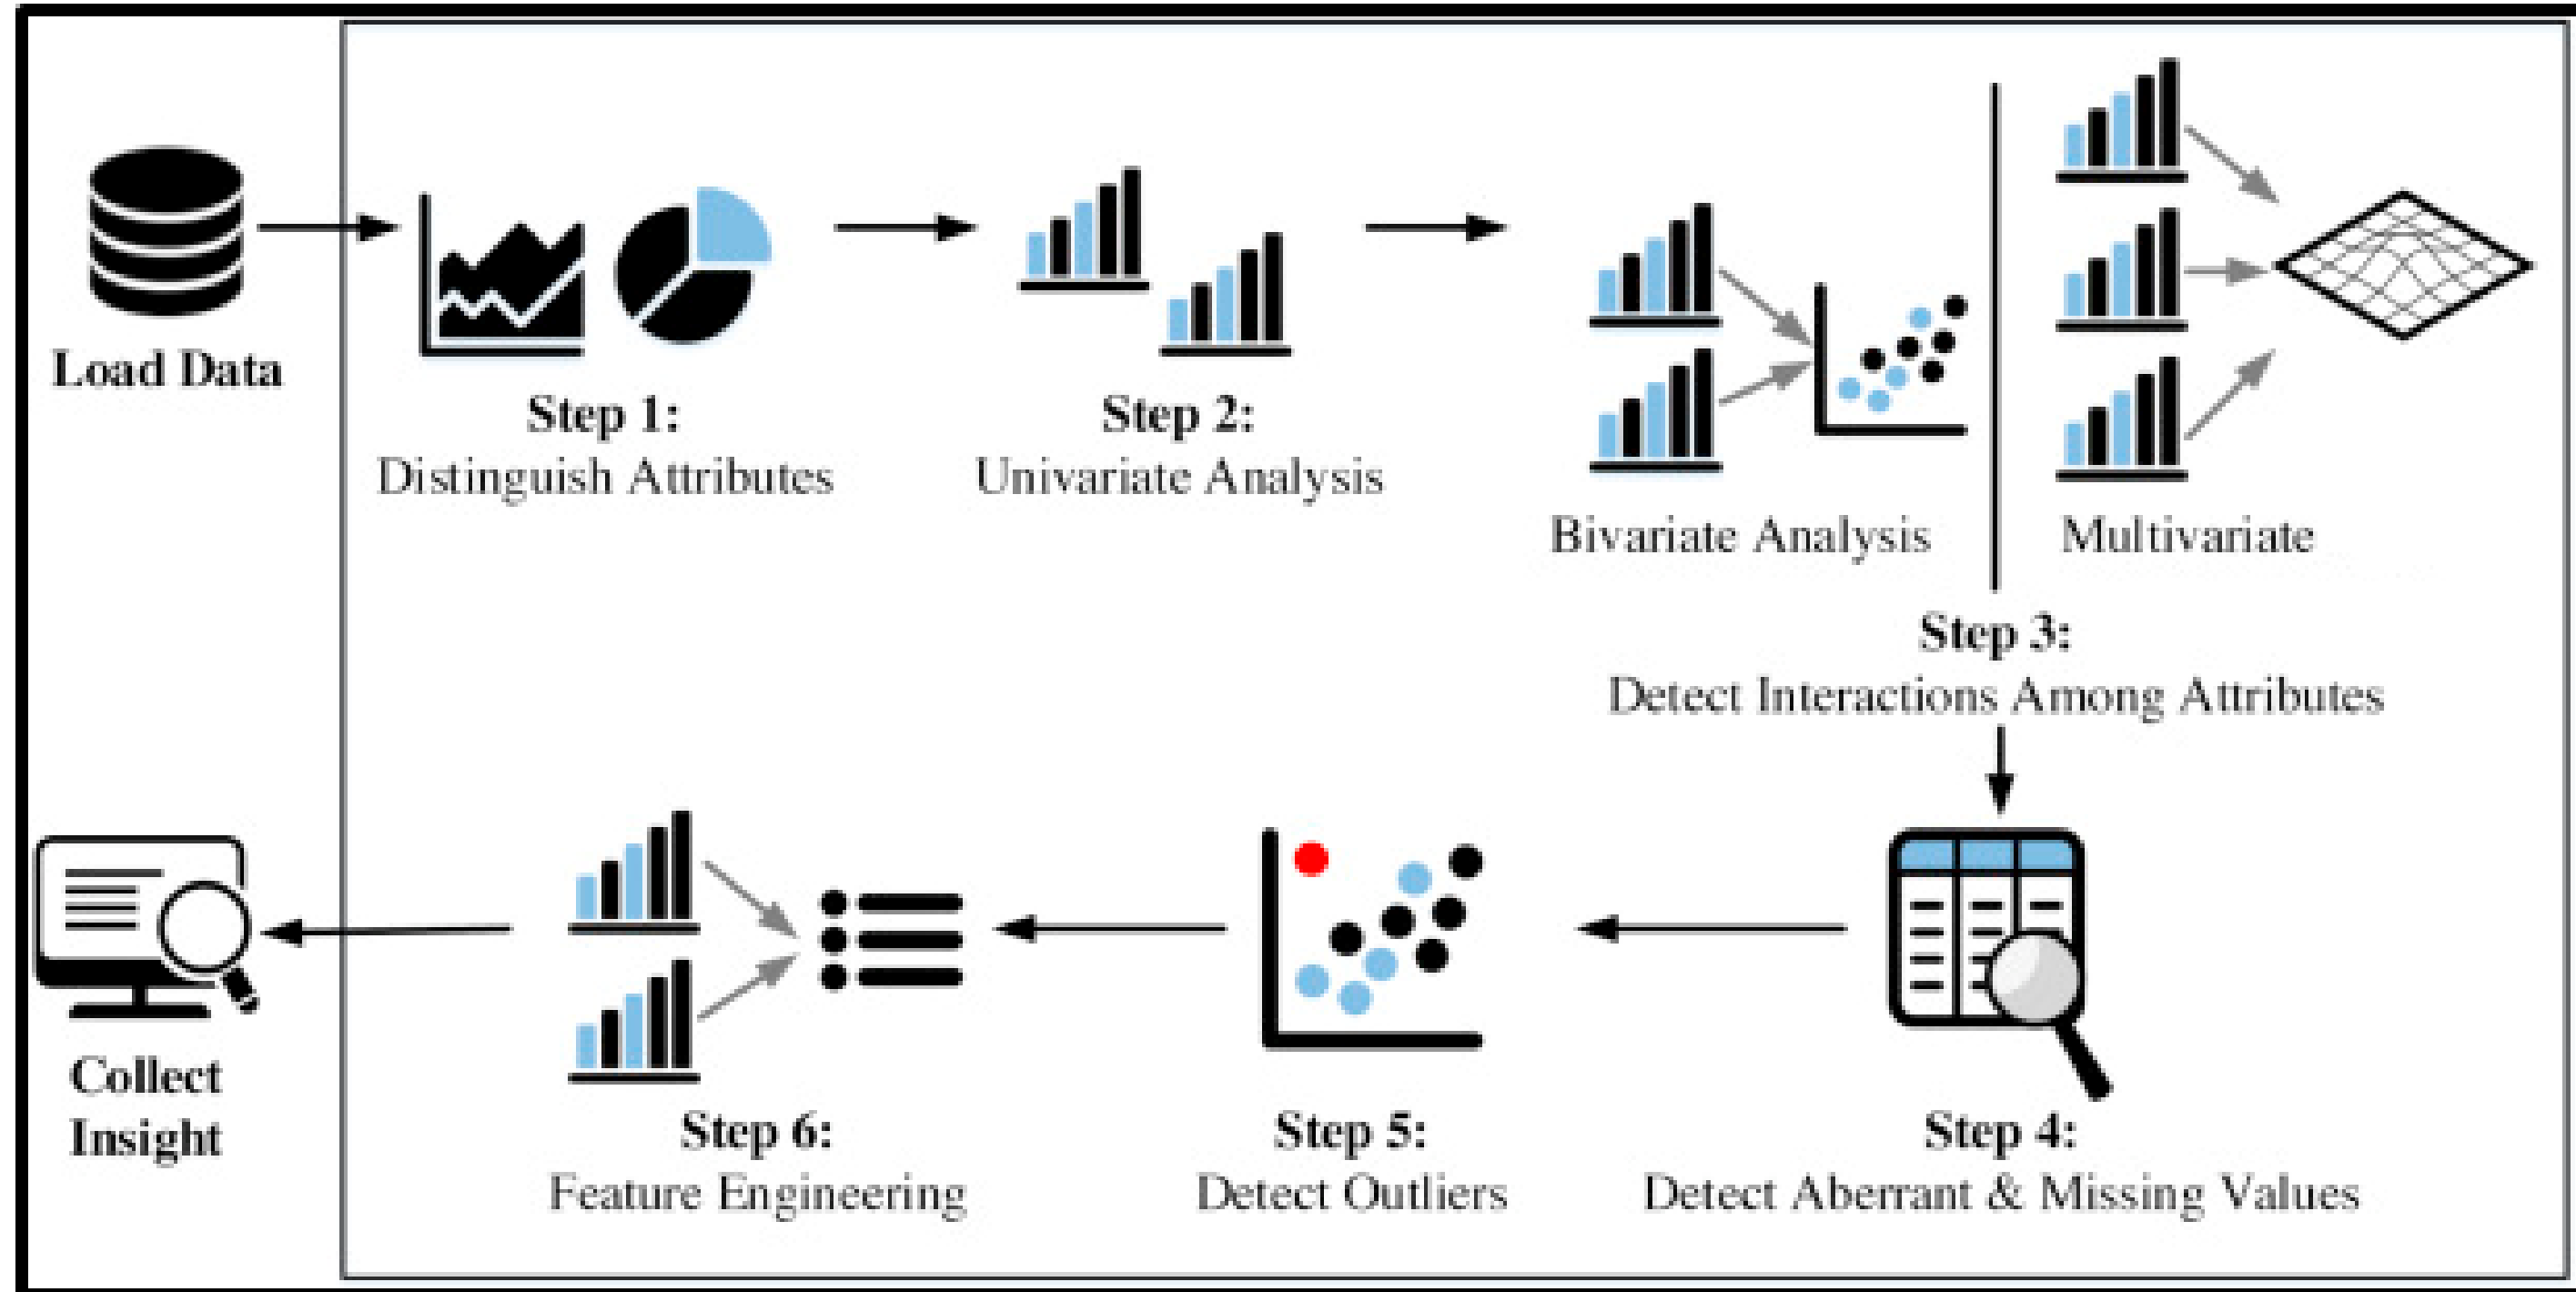 Load Data
Step 1:
Distinguish Attributes
Step 2:
Univariate Analysis
Bivariate Analysis
Multivariate
Step 3:
Detect Interactions Among Attributes
Step 4:
Detect Aberrant & Missing Values
Step 5:
Detect Outliers
Step 6:
Feature Engineering
Collect
Insight